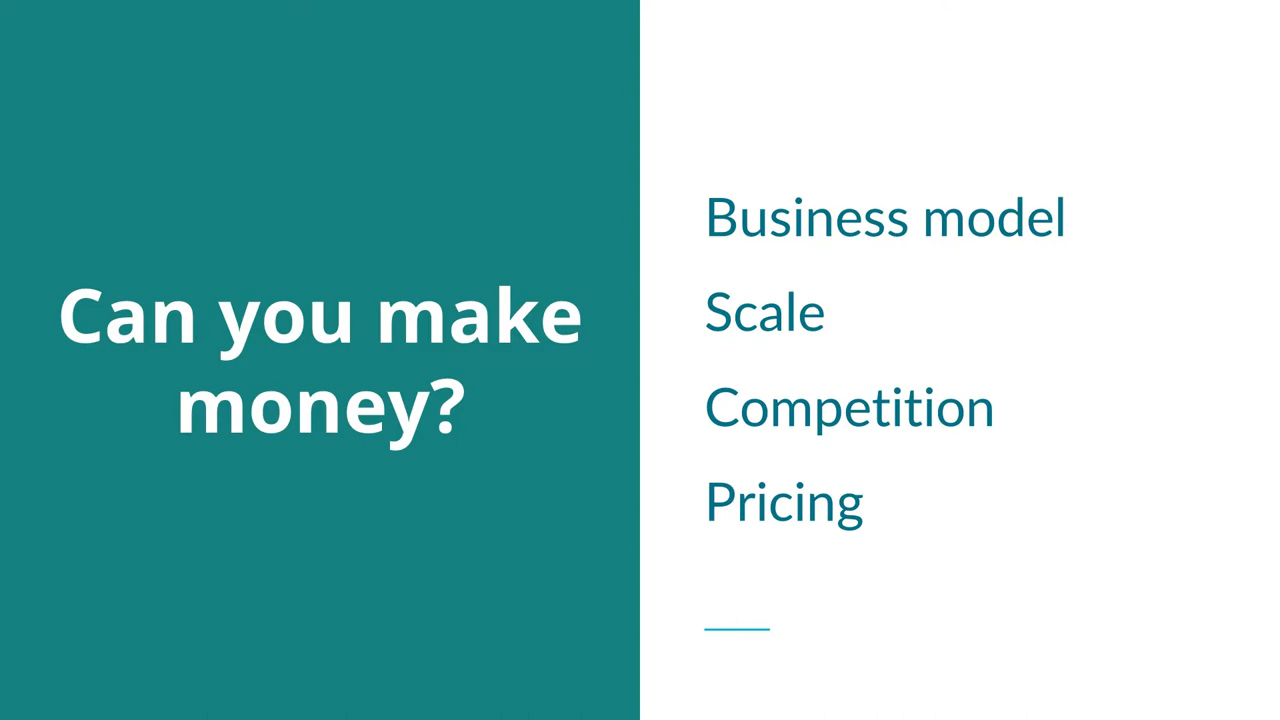 Can you make
money?
Business model
Scale
Competition
Pricing